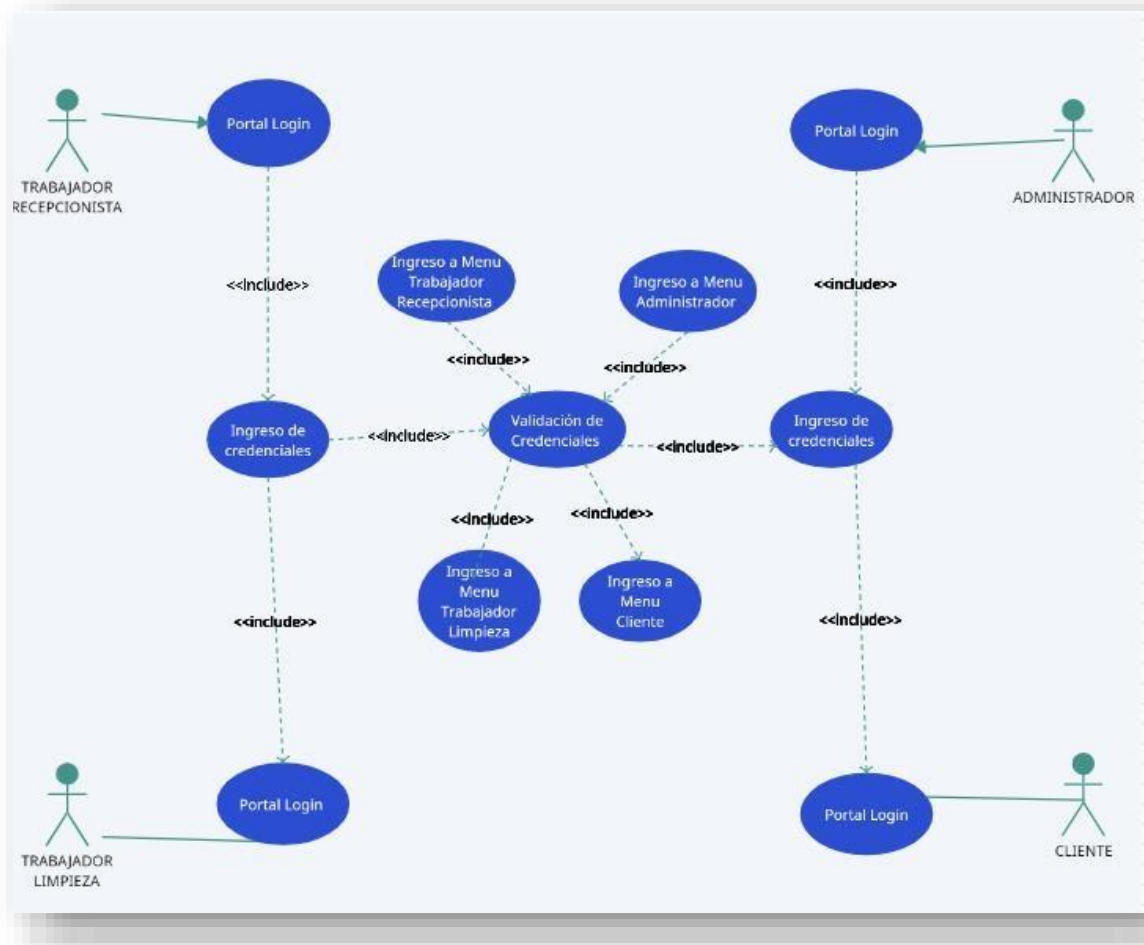 Portal Login
Portal Login
TRABAJADOR
RECEPCIONISTA
ADMINISTRADOR
Ingreso a Menu
Trabajador
Recepcionista
Ingreso a Menu
Administrador
<<include>>
<<include>>
<<include>>
<<include>>
Ingreso de
credenciales
<<include>>
Validación de
Credenciales
<<include>>
Ingreso de
credenciales
<<include>>
<<include>>
Ingreso a
Menu
Trabajador
Limpieza
Ingreso a
Menu
Cliente
<<include>>
<<include>>
Portal Login
Portal Login
TRABAJADOR
LIMPIEZA
CLIENTE